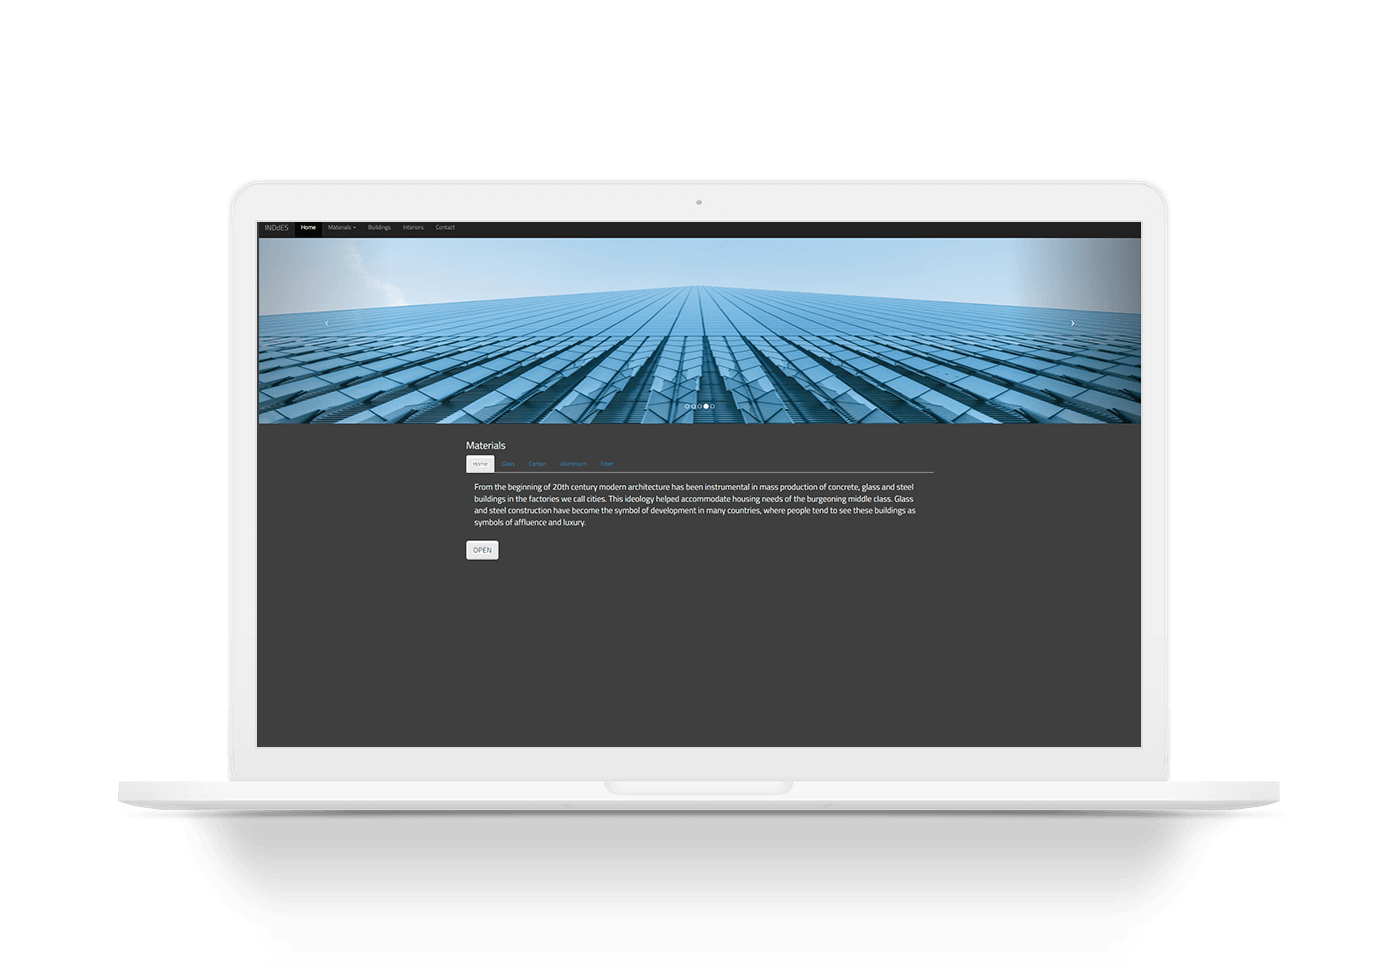 INDdES Home Materials Buildings Interiors Contact
Materials
Home Glass Carbon Aluminium Fiber
From the beginning of 20th century modern architecture has been instrumental in mass production of concrete, glass and steel
buildings in the factories we call cities. This ideology helped accommodate housing needs of the burgeoning middle class. Glass
and steel construction have become the symbol of development in many countries, where people tend to see these buildings as
symbols of affluence and luxury.
OPEN